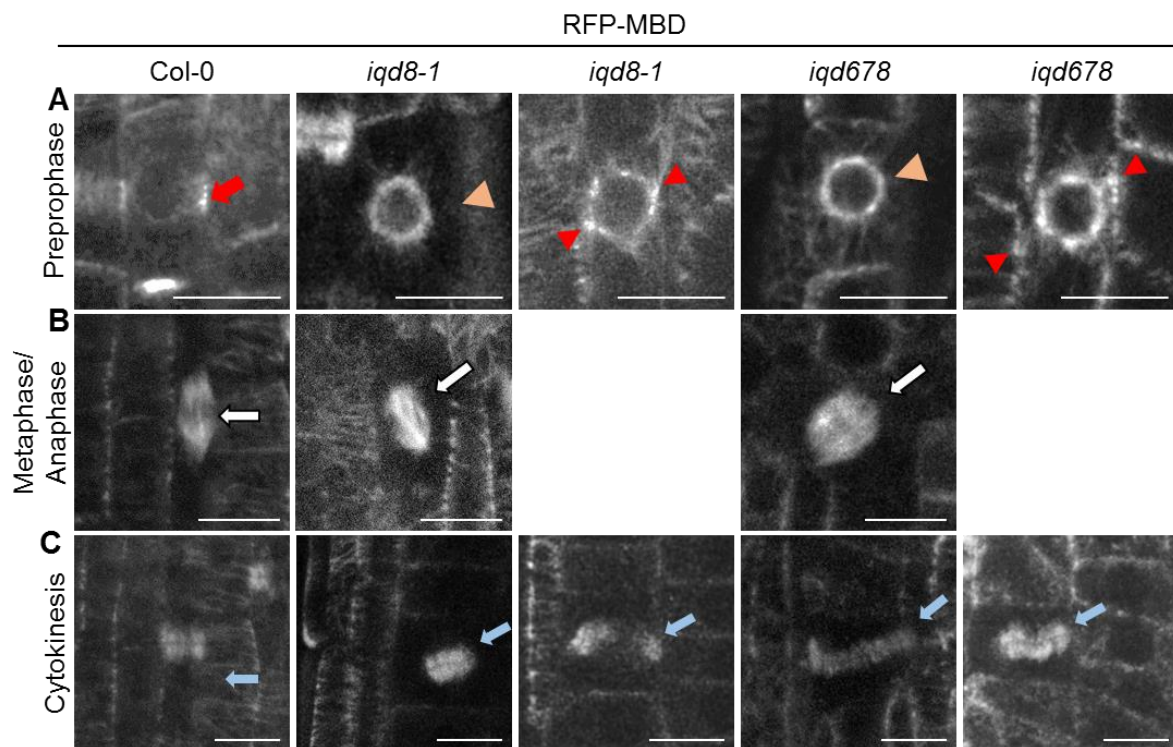 RFP-MBD
Col-0 iqd8-1 iqd8-1 iqd678 iqd678
A
Preprophase
B
Metaphase/
Anaphase
C
Cytokinesis